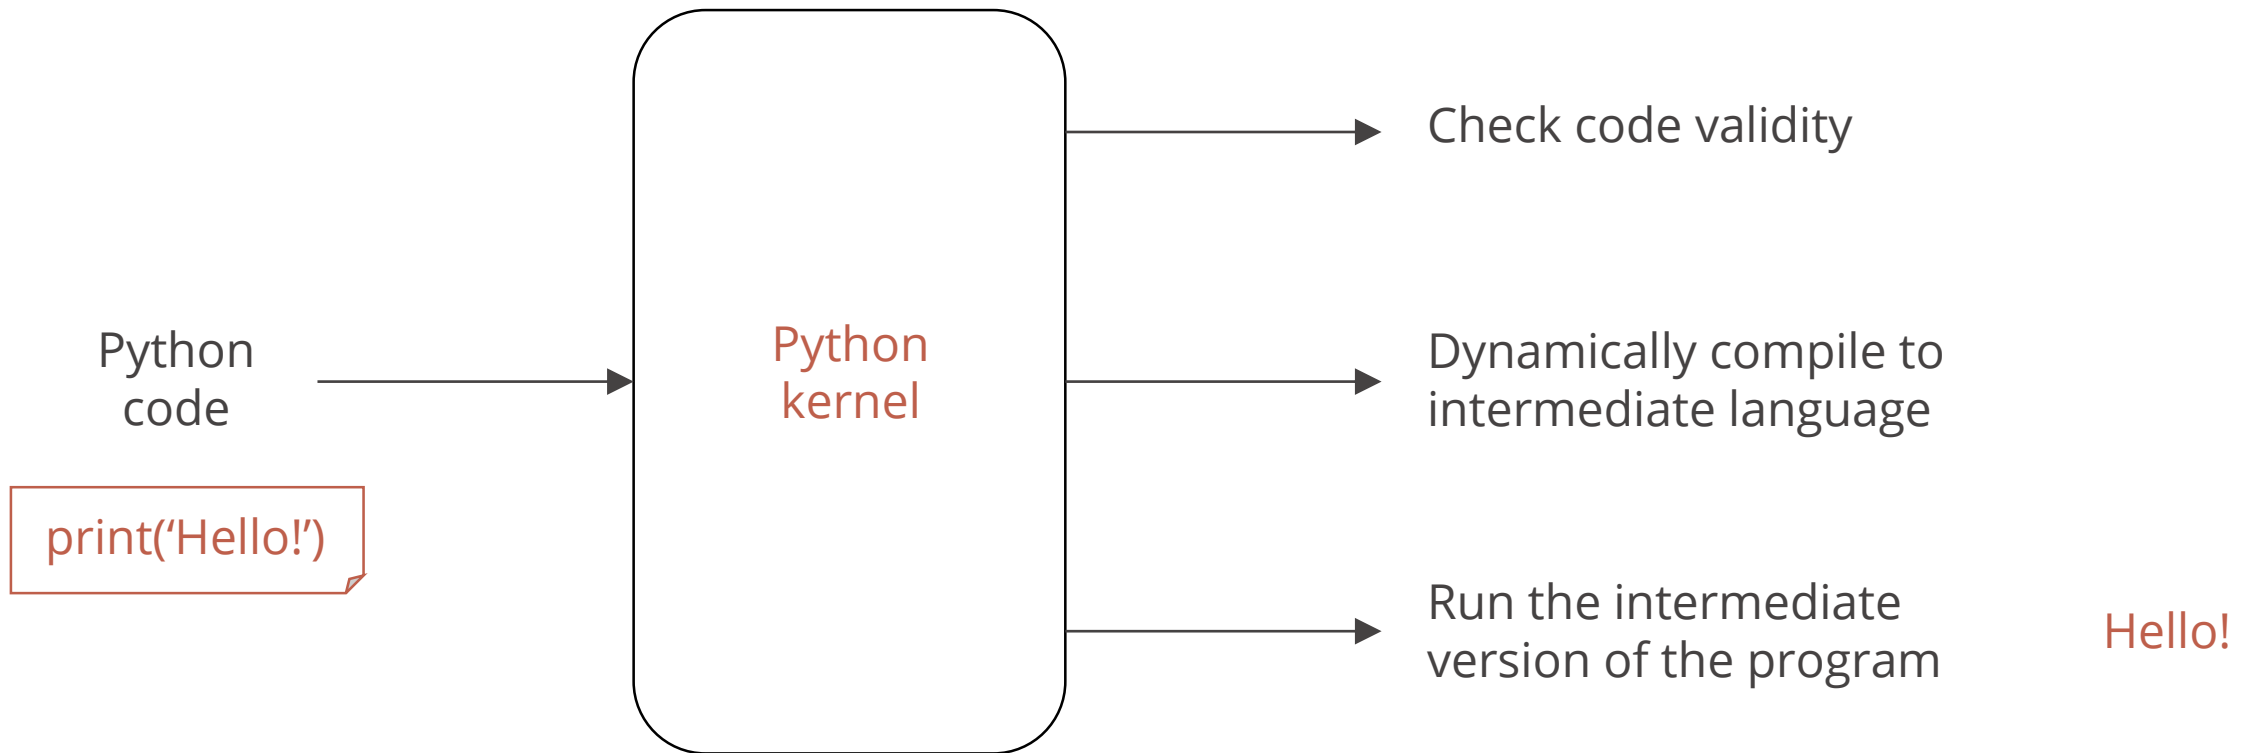 Python
code
print(‘Hello!’)
Python
kernel
Check code validity
Dynamically compile to
intermediate language
Run the intermediate
version of the program
Hello!